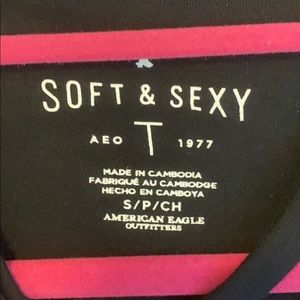 SOFT & SEXY
AEO T 1977
MADE IN CAMBODIA
FABRIQUÉ AU CAMBODGE
HECHO EN CAMBOYA
S/P/CH
AMERICAN EAGLE
OUTFITTERS